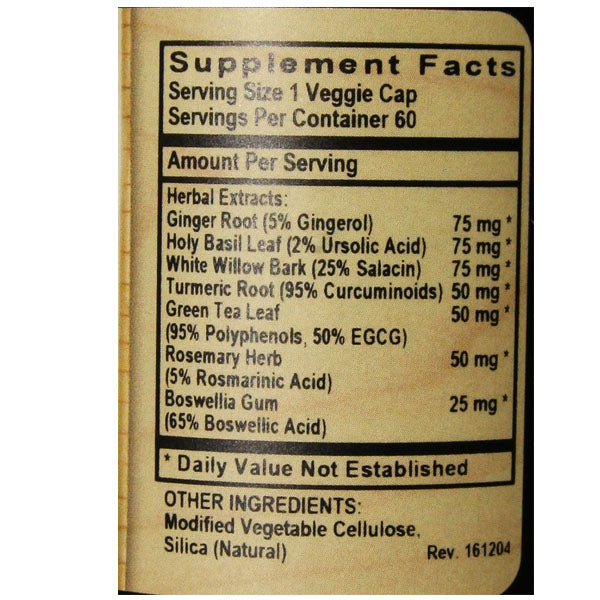 Supplement Facts
Serving Size 1 Veggie Cap
Servings Per Container 60
Amount Per Serving
Herbal Extracts:
Ginger Root (5% Gingerol) 75 mg *
Holy Basil Leaf (2% Ursolic Acid) 75 mg *
White Willow Bark (25% Salacin) 75 mg *
Turmeric Root (95% Curcuminoids) 50 mg *
Green Tea Leaf 50 mg *
(95% Polyphenols, 50% EGCG)
Rosemary Herb 50 mg *
(5% Rosmarinic Acid)
Boswellia Gum 25 mg *
(65% Boswellic Acid)
* Daily Value Not Established
OTHER INGREDIENTS:
Modified Vegetable Cellulose,
Silica (Natural) Rev. 161204